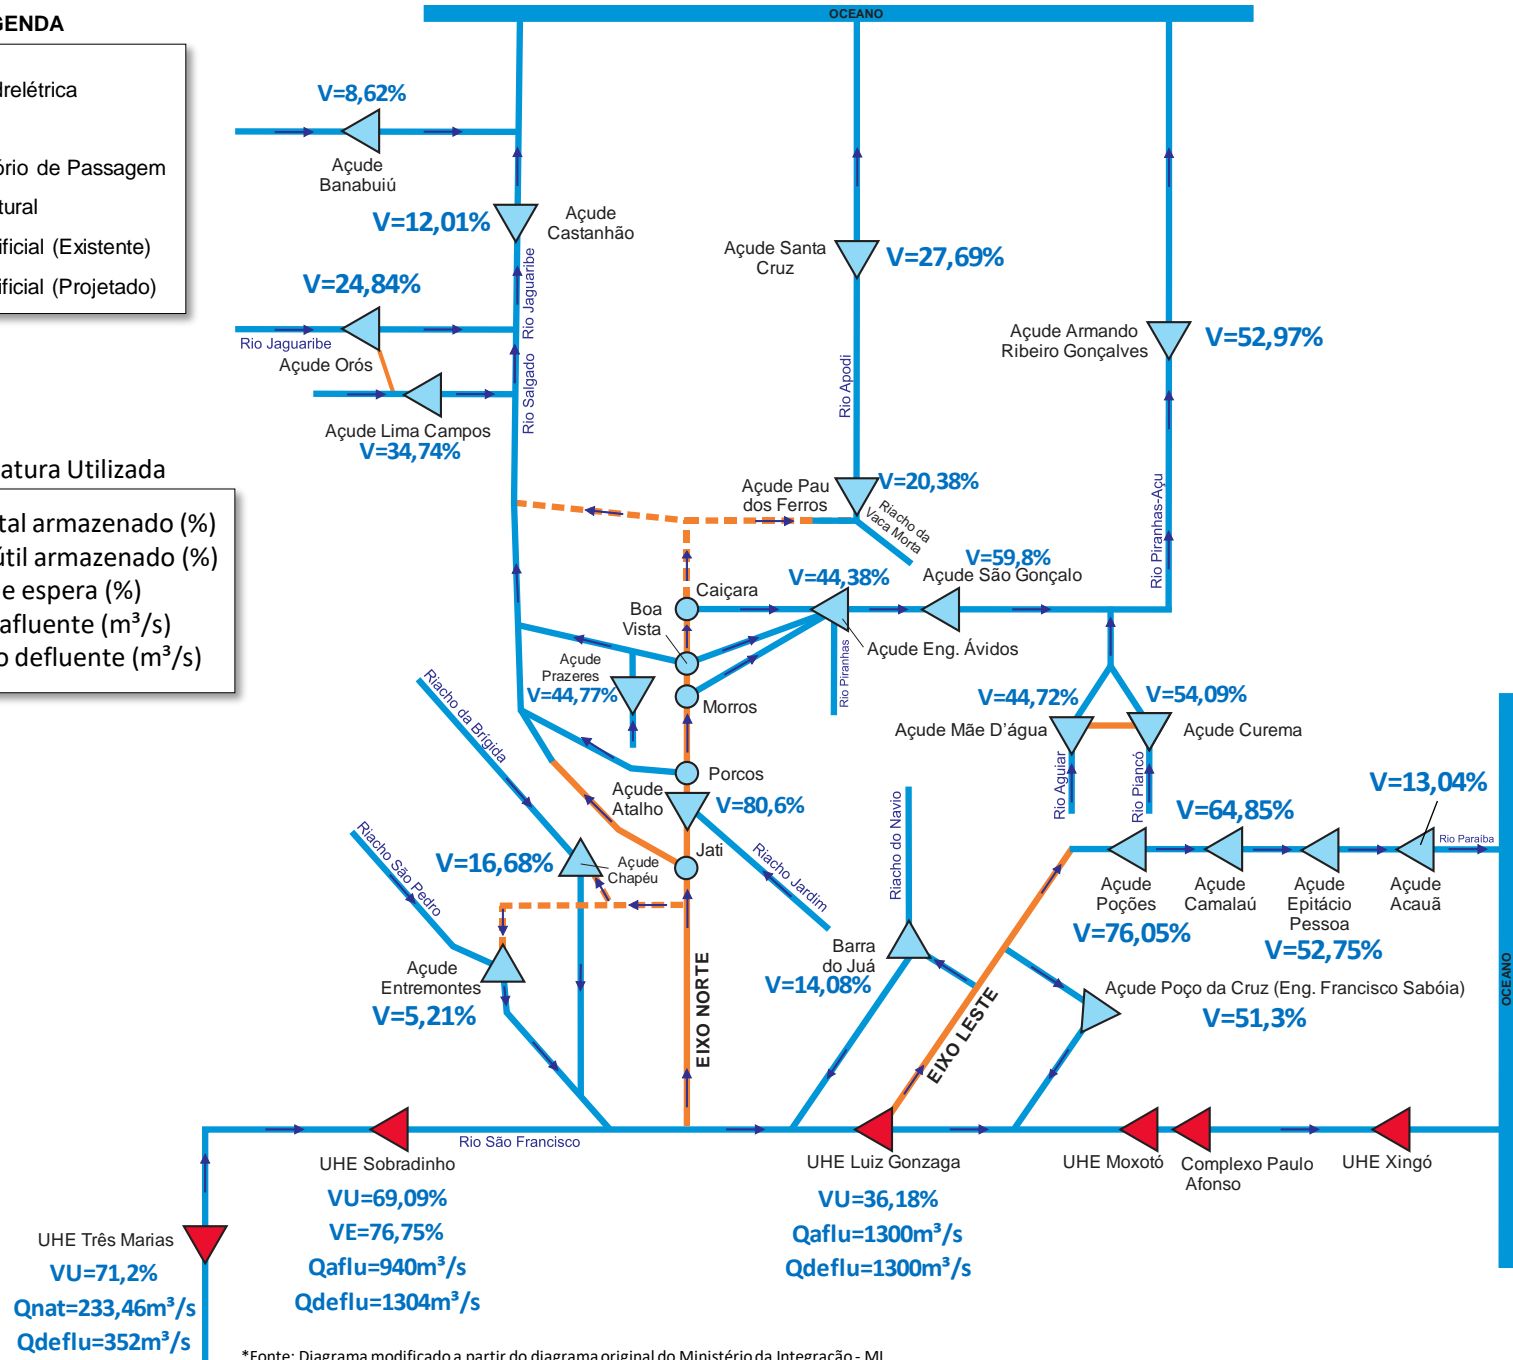 GENDA
drelétrica
ório de Passagem
tural
ificial (Existente)
ificial (Projetado)
atura Utilizada
tal armazenado (%)
útil armazenado (%)
e espera (%)
afluente (m³/s)
o defluente (m³/s)
OCEANO
V=8,62%
Açude
Banabuiú
V=12,01%
Açude
Castanhão
Rio Jaguaribe
V=24,84%
Rio Jaguaribe
Açude Orós
Rio Salgado
Açude Lima Campos
V=34,74%
Açude Santa
Cruz
V=27,69%
Rio Apodi
Açude Armando
Ribeiro Gonçalves
V=52,97%
Rio Piranhas-Açu
Açude Pau
dos Ferros
V=20,38%
Riacho da
Vaca Morta
V=59,8%
Açude São Gonçalo
V=44,38%
Caiçara
Boa
Vista
Açude Eng. Ávidos
Rio Piranhas
Açude
Prazeres
V=44,77%
Morros
Riacho da Brígida
Porcos
Açude
Atalho
V=80,6%
Jati
Riacho Jardim
V=44,72%
V=54,09%
Açude Mãe D'água
Açude Curema
Rio Aguiar
Rio Piancó
V=13,04%
V=64,85%
Rio Paraíba
Riacho do Navio
Açude
Poções
Açude
Camalaú
Açude
Epitácio
Pessoa
Açude
Acauã
V=76,05%
V=52,75%
V=16,68%
Açude
Chapéu
Riacho São Pedro
Açude
Entremontes
V=5,21%
EIXO NORTE
Barra
do Juá
V=14,08%
EIXO LESTE
Açude Poço da Cruz (Eng. Francisco Sabóia)
V=51,3%
OCEANO
Rio São Francisco
UHE Sobradinho
VU=69,09%
VE=76,75%
Qaflu=940m³/s
Qdeflu=1304m³/s
UHE Luiz Gonzaga
VU=36,18%
Qaflu=1300m³/s
Qdeflu=1300m³/s
UHE Moxotó
Complexo Paulo
Afonso
UHE Xingó
UHE Três Marias
VU=71,2%
Qnat=233,46m³/s
Qdeflu=352m³/s
*Fonte: Diagrama modificado a partir do diagrama original do Ministério da Integração - MI